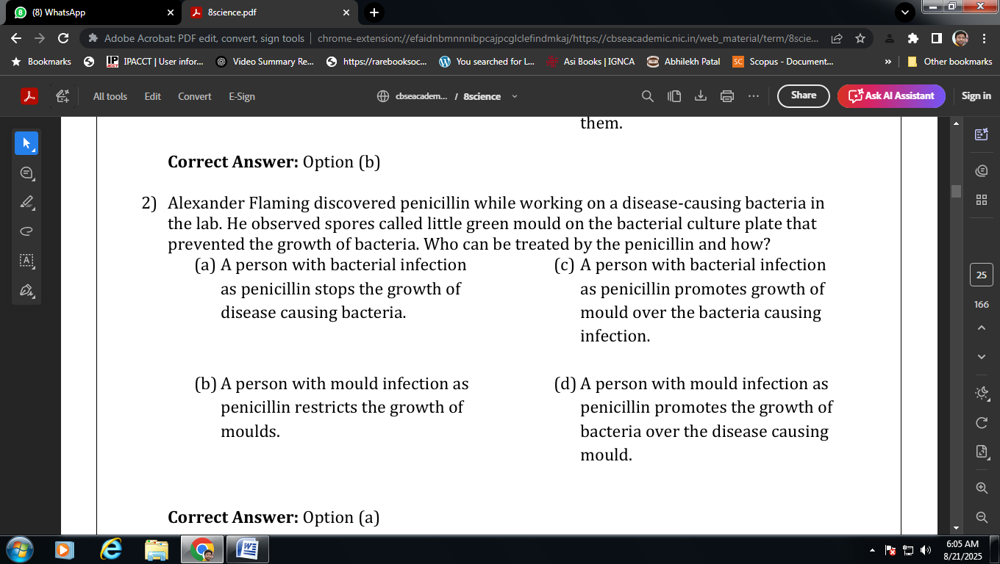 (8) WhatsApp
8science.pdf
Adobe Acrobat: PDF edit, convert, sign tools | chrome-extension://efaidnbmnnnibpcajpcglclefindmkaj/https://cbseacademic.nic.in/web_material/term/8scie...
Bookmarks
IPACCT | User infor...
Video Summary Re...
https://rarebooksoc...
You searched for L...
Asi Books | IGNCA
Abhilekh Patal
SC Scopus - Document...
»
Other bookmarks
All tools
Edit
Convert
E-Sign
cbseacadem... / 8science
Share
Ask AI Assistant
Sign in
them.
Correct Answer: Option (b)
2) Alexander Flaming discovered penicillin while working on a disease-causing bacteria in
the lab. He observed spores called little green mould on the bacterial culture plate that
prevented the growth of bacteria. Who can be treated by the penicillin and how?
(a) A person with bacterial infection
as penicillin stops the growth of
disease causing bacteria.
(c) A person with bacterial infection
as penicillin promotes growth of
mould over the bacteria causing
infection.
(b) A person with mould infection as
penicillin restricts the growth of
moulds.
(d) A person with mould infection as
penicillin promotes the growth of
bacteria over the disease causing
mould.
Correct Answer: Option (a)
25
166
6:05 AM
8/21/2025